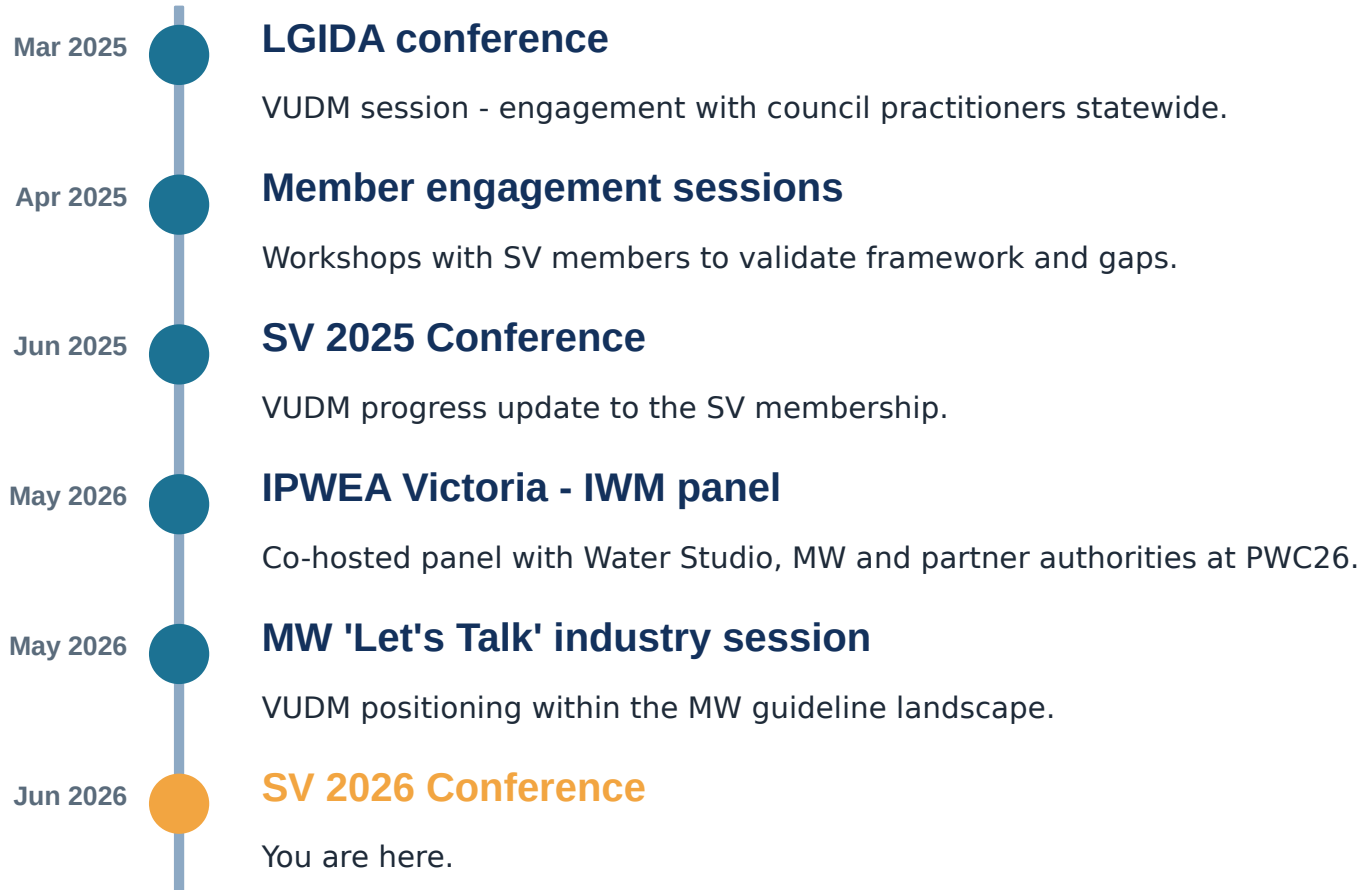 Mar 2025
LGIDA conference
VUDM session - engagement with council practitioners statewide.
Apr 2025
Member engagement sessions
Workshops with SV members to validate framework and gaps.
Jun 2025
SV 2025 Conference
VUDM progress update to the SV membership.
May 2026
IPWEA Victoria - IWM panel
Co-hosted panel with Water Studio, MW and partner authorities at PWC26.
May 2026
MW 'Let's Talk' industry session
VUDM positioning within the MW guideline landscape.
Jun 2026
SV 2026 Conference
You are here.